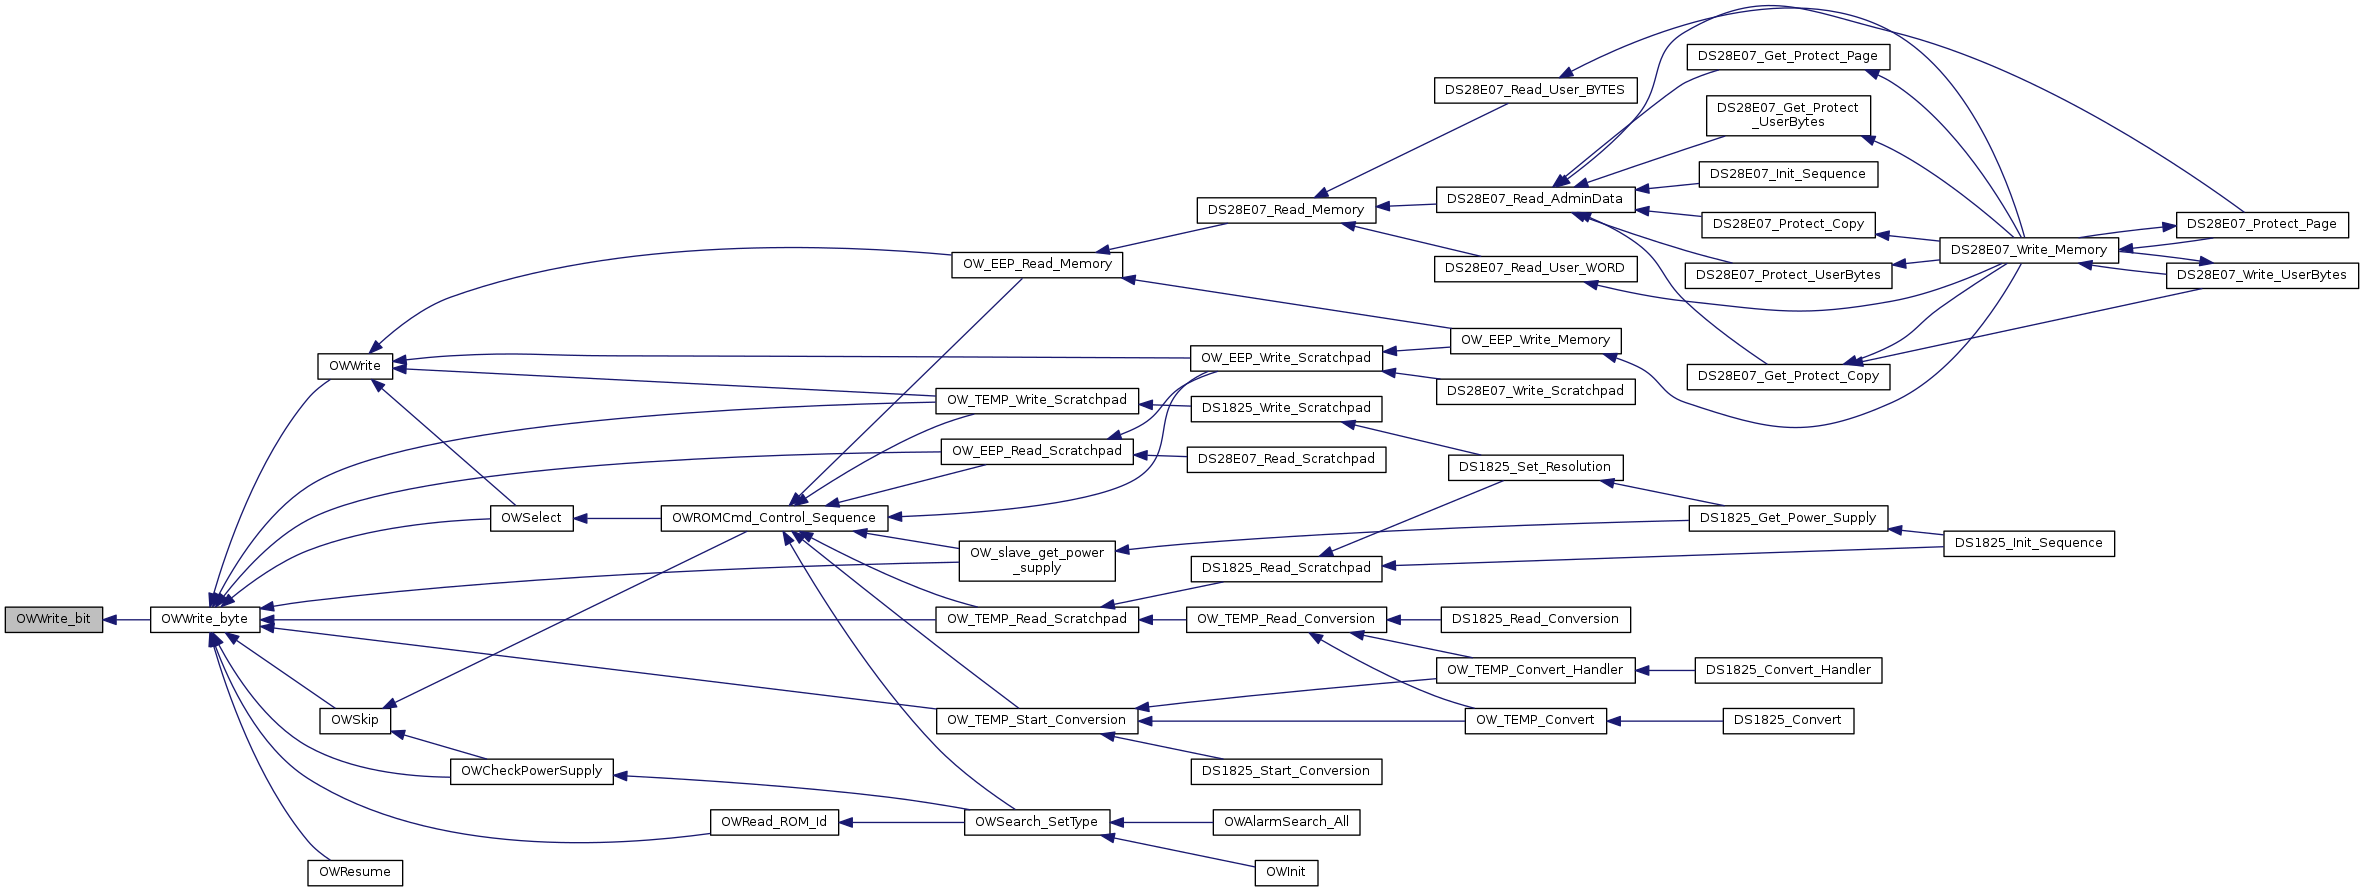 OWWrite_bit
OWWrite_byte
OWWrite
OWSelect
OWSkip
OWCheckPowerSupply
OWResume
OWROMCmd_Control_Sequence
OWRead_ROM_Id
OW_EEP_Read_Memory
OW_TEMP_Write_Scratchpad
OW_EEP_Read_Scratchpad
OW_slave_get_power
_supply
OW_TEMP_Read_Scratchpad
OW_TEMP_Start_Conversion
OWSearch_SetType
DS28E07_Read_Memory
OW_EEP_Write_Scratchpad
DS1825_Write_Scratchpad
DS28E07_Read_Scratchpad
DS1825_Read_Scratchpad
OW_TEMP_Read_Conversion
DS1825_Start_Conversion
OWAlarmSearch_All
OWInit
DS28E07_Read_User_BYTES
DS28E07_Read_AdminData
DS28E07_Read_User_WORD
OW_EEP_Write_Memory
DS28E07_Write_Scratchpad
DS1825_Set_Resolution
DS1825_Read_Conversion
OW_TEMP_Convert_Handler
OW_TEMP_Convert
DS28E07_Get_Protect_Page
DS28E07_Get_Protect
_UserBytes
DS28E07_Init_Sequence
DS28E07_Protect_Copy
DS28E07_Protect_UserBytes
DS28E07_Get_Protect_Copy
DS1825_Get_Power_Supply
DS1825_Convert_Handler
DS1825_Convert
DS28E07_Write_Memory
DS1825_Init_Sequence
DS28E07_Protect_Page
DS28E07_Write_UserBytes